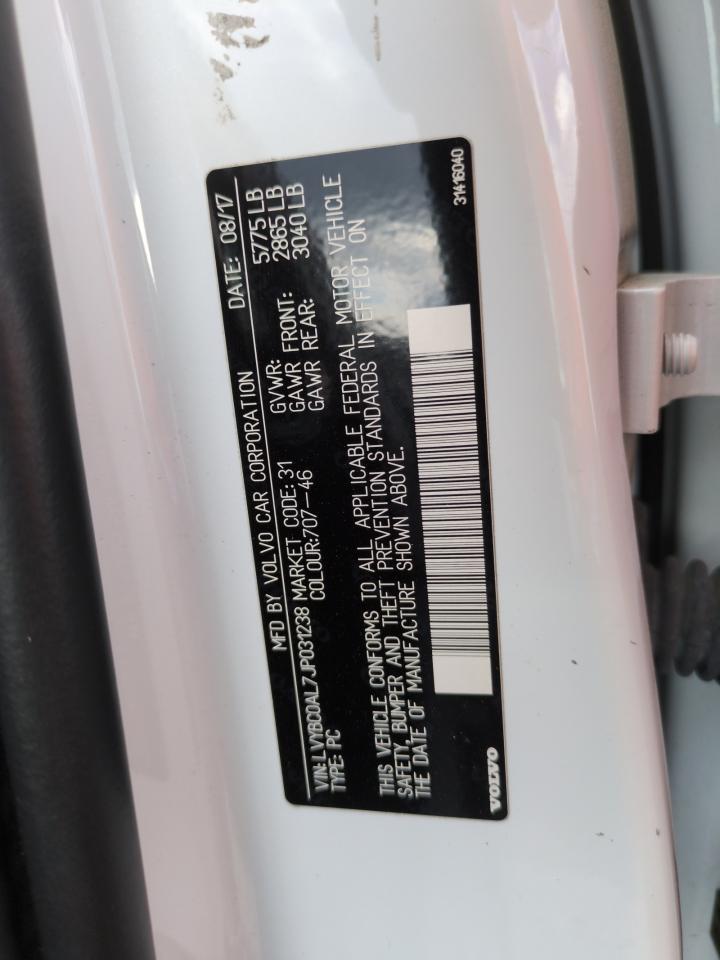 MFD BY VOLVO CAR CORPORATION DATE: 08/17
VIN:LVYBC0AL7JP031238 MARKET CODE: 31 GVWR: 5775 LB
TYPE: PC COLOUR:707-46 GAWR FRONT: 2865 LB
GAWR REAR: 3040 LB
THIS VEHICLE CONFORMS TO ALL APPLICABLE FEDERAL MOTOR VEHICLE
SAFETY, BUMPER AND THEFT PREVENTION STANDARDS IN EFFECT ON
THE DATE OF MANUFACTURE SHOWN ABOVE.
VOLVO 31416040